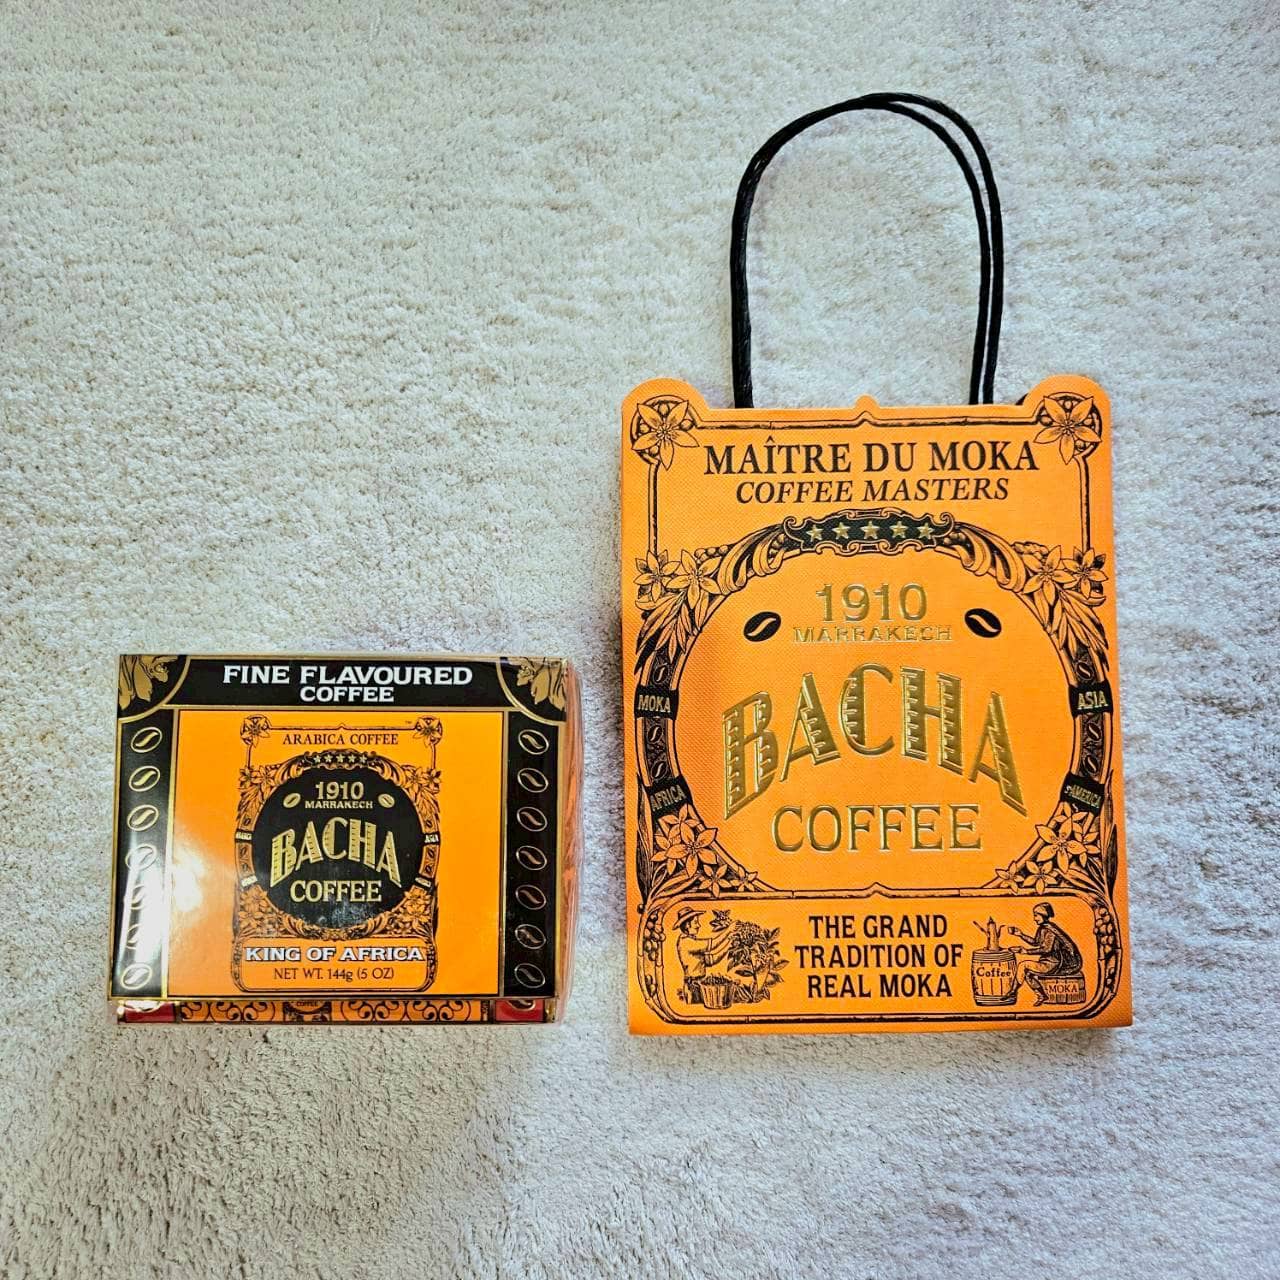 FINE FLAVOURED
COFFEE
ARABICA COFFEE
1910
MARRAKECH
BACHA
COFFEE
KING OF AFRICA
NET WT. 144g (5 OZ)
MAÎTRE DU MOKA
COFFEE MASTERS
1910
MARRAKECH
BACHA
COFFEE
MOKA
ASIA
AFRICA
AMERICA
THE GRAND
TRADITION OF
REAL MOKA
Coffee
MOKA